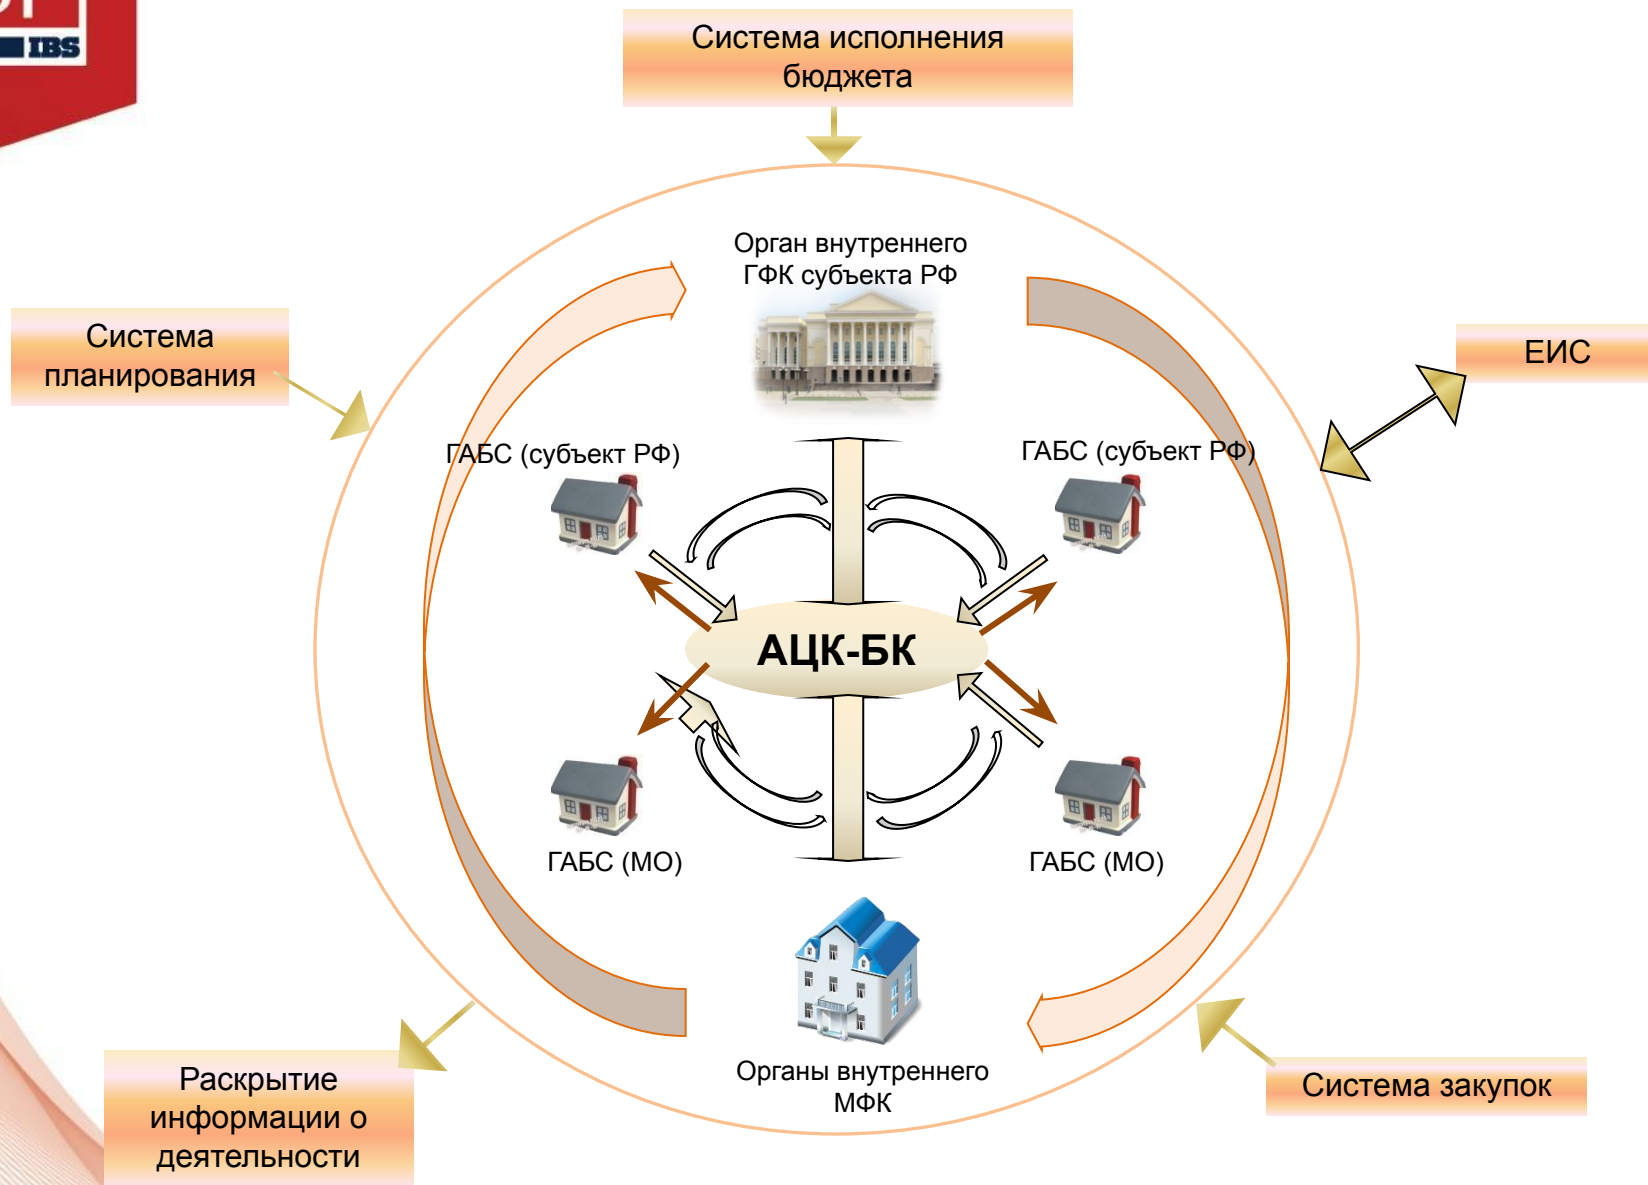 IBS
Система исполнения
бюджета
Орган внутреннего
ГФК субъекта РФ
Система
планирования
ЕИС
ГАБС (субъект РФ)
ГАБС (субъект РФ)
АЦК-БК
ГАБС (МО)
ГАБС (МО)
Органы внутреннего
МФК
Раскрытие
информации о
деятельности
Система закупок